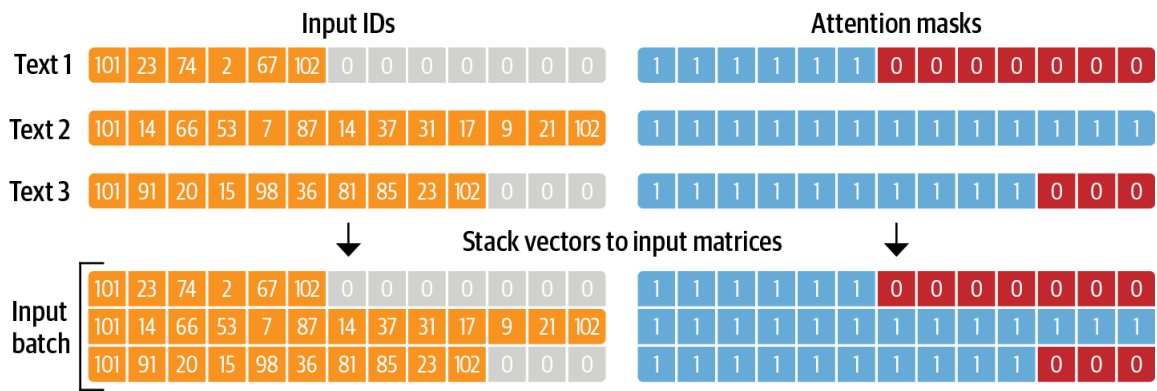 Input IDs Attention masks
Text 1 101 23 74 2 67 102 0 0 0 0 0 0 0 1 1 1 1 1 1 0 0 0 0 0 0 0
Text 2 101 14 66 53 7 87 14 37 31 17 9 21 102 1 1 1 1 1 1 1 1 1 1 1 1 1
Text 3 101 91 20 15 98 36 81 85 23 102 0 0 0 1 1 1 1 1 1 1 1 1 1 0 0 0
Stack vectors to input matrices
101 23 74 2 67 102 0 0 0 0 0 0 0 1 1 1 1 1 1 0 0 0 0 0 0 0
Input batch 101 14 66 53 7 87 14 37 31 17 9 21 102 1 1 1 1 1 1 1 1 1 1 1 1 1
101 91 20 15 98 36 81 85 23 102 0 0 0 1 1 1 1 1 1 1 1 1 1 0 0 0